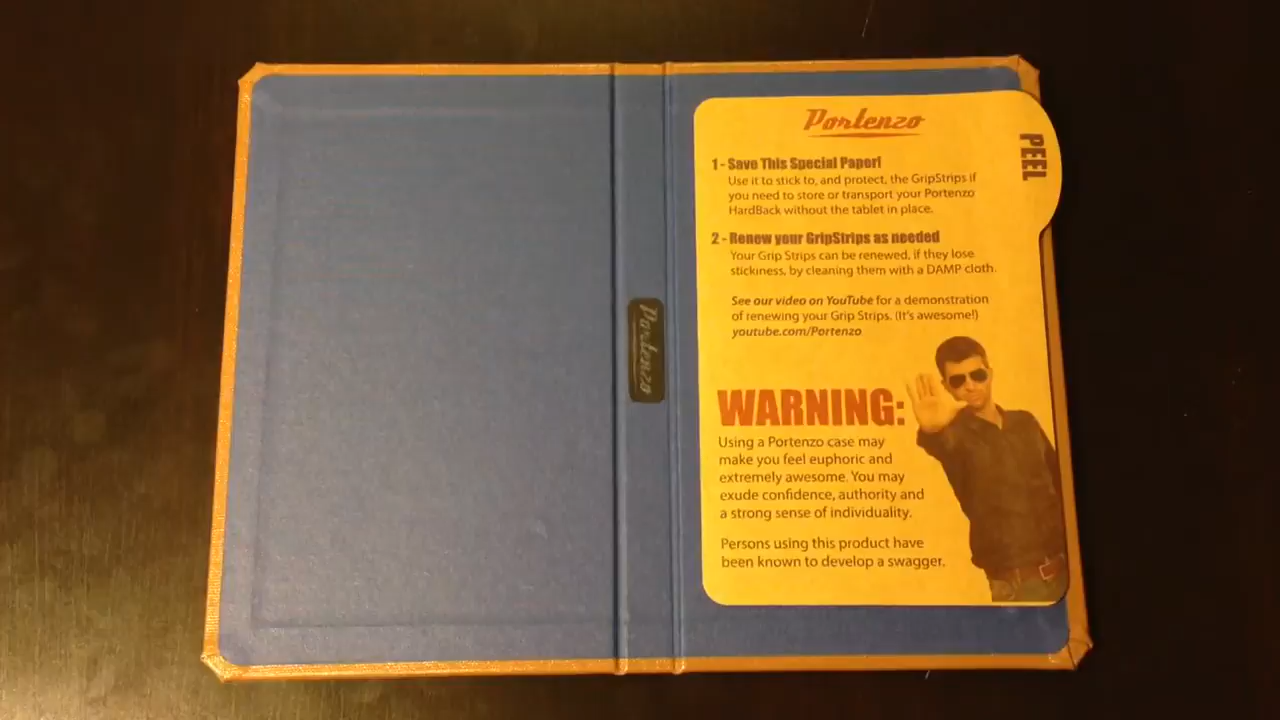 Portenzo
PEEL
1 - Save This Special Paper!
Use it to stick to, and protect, the GripStrips if
you need to store or transport your Portenzo
HardBack without the tablet in place.
2 - Renew your GripStrips as needed
Your Grip Strips can be renewed, if they lose
stickiness, by cleaning them with a DAMP cloth.
See our video on YouTube for a demonstration
of renewing your Grip Strips. (It's awesome!)
youtube.com/Portenzo
Portenzo
WARNING:
Using a Portenzo case may
make you feel euphoric and
extremely awesome. You may
exude confidence, authority and
a strong sense of individuality.
Persons using this product have
been known to develop a swagger.